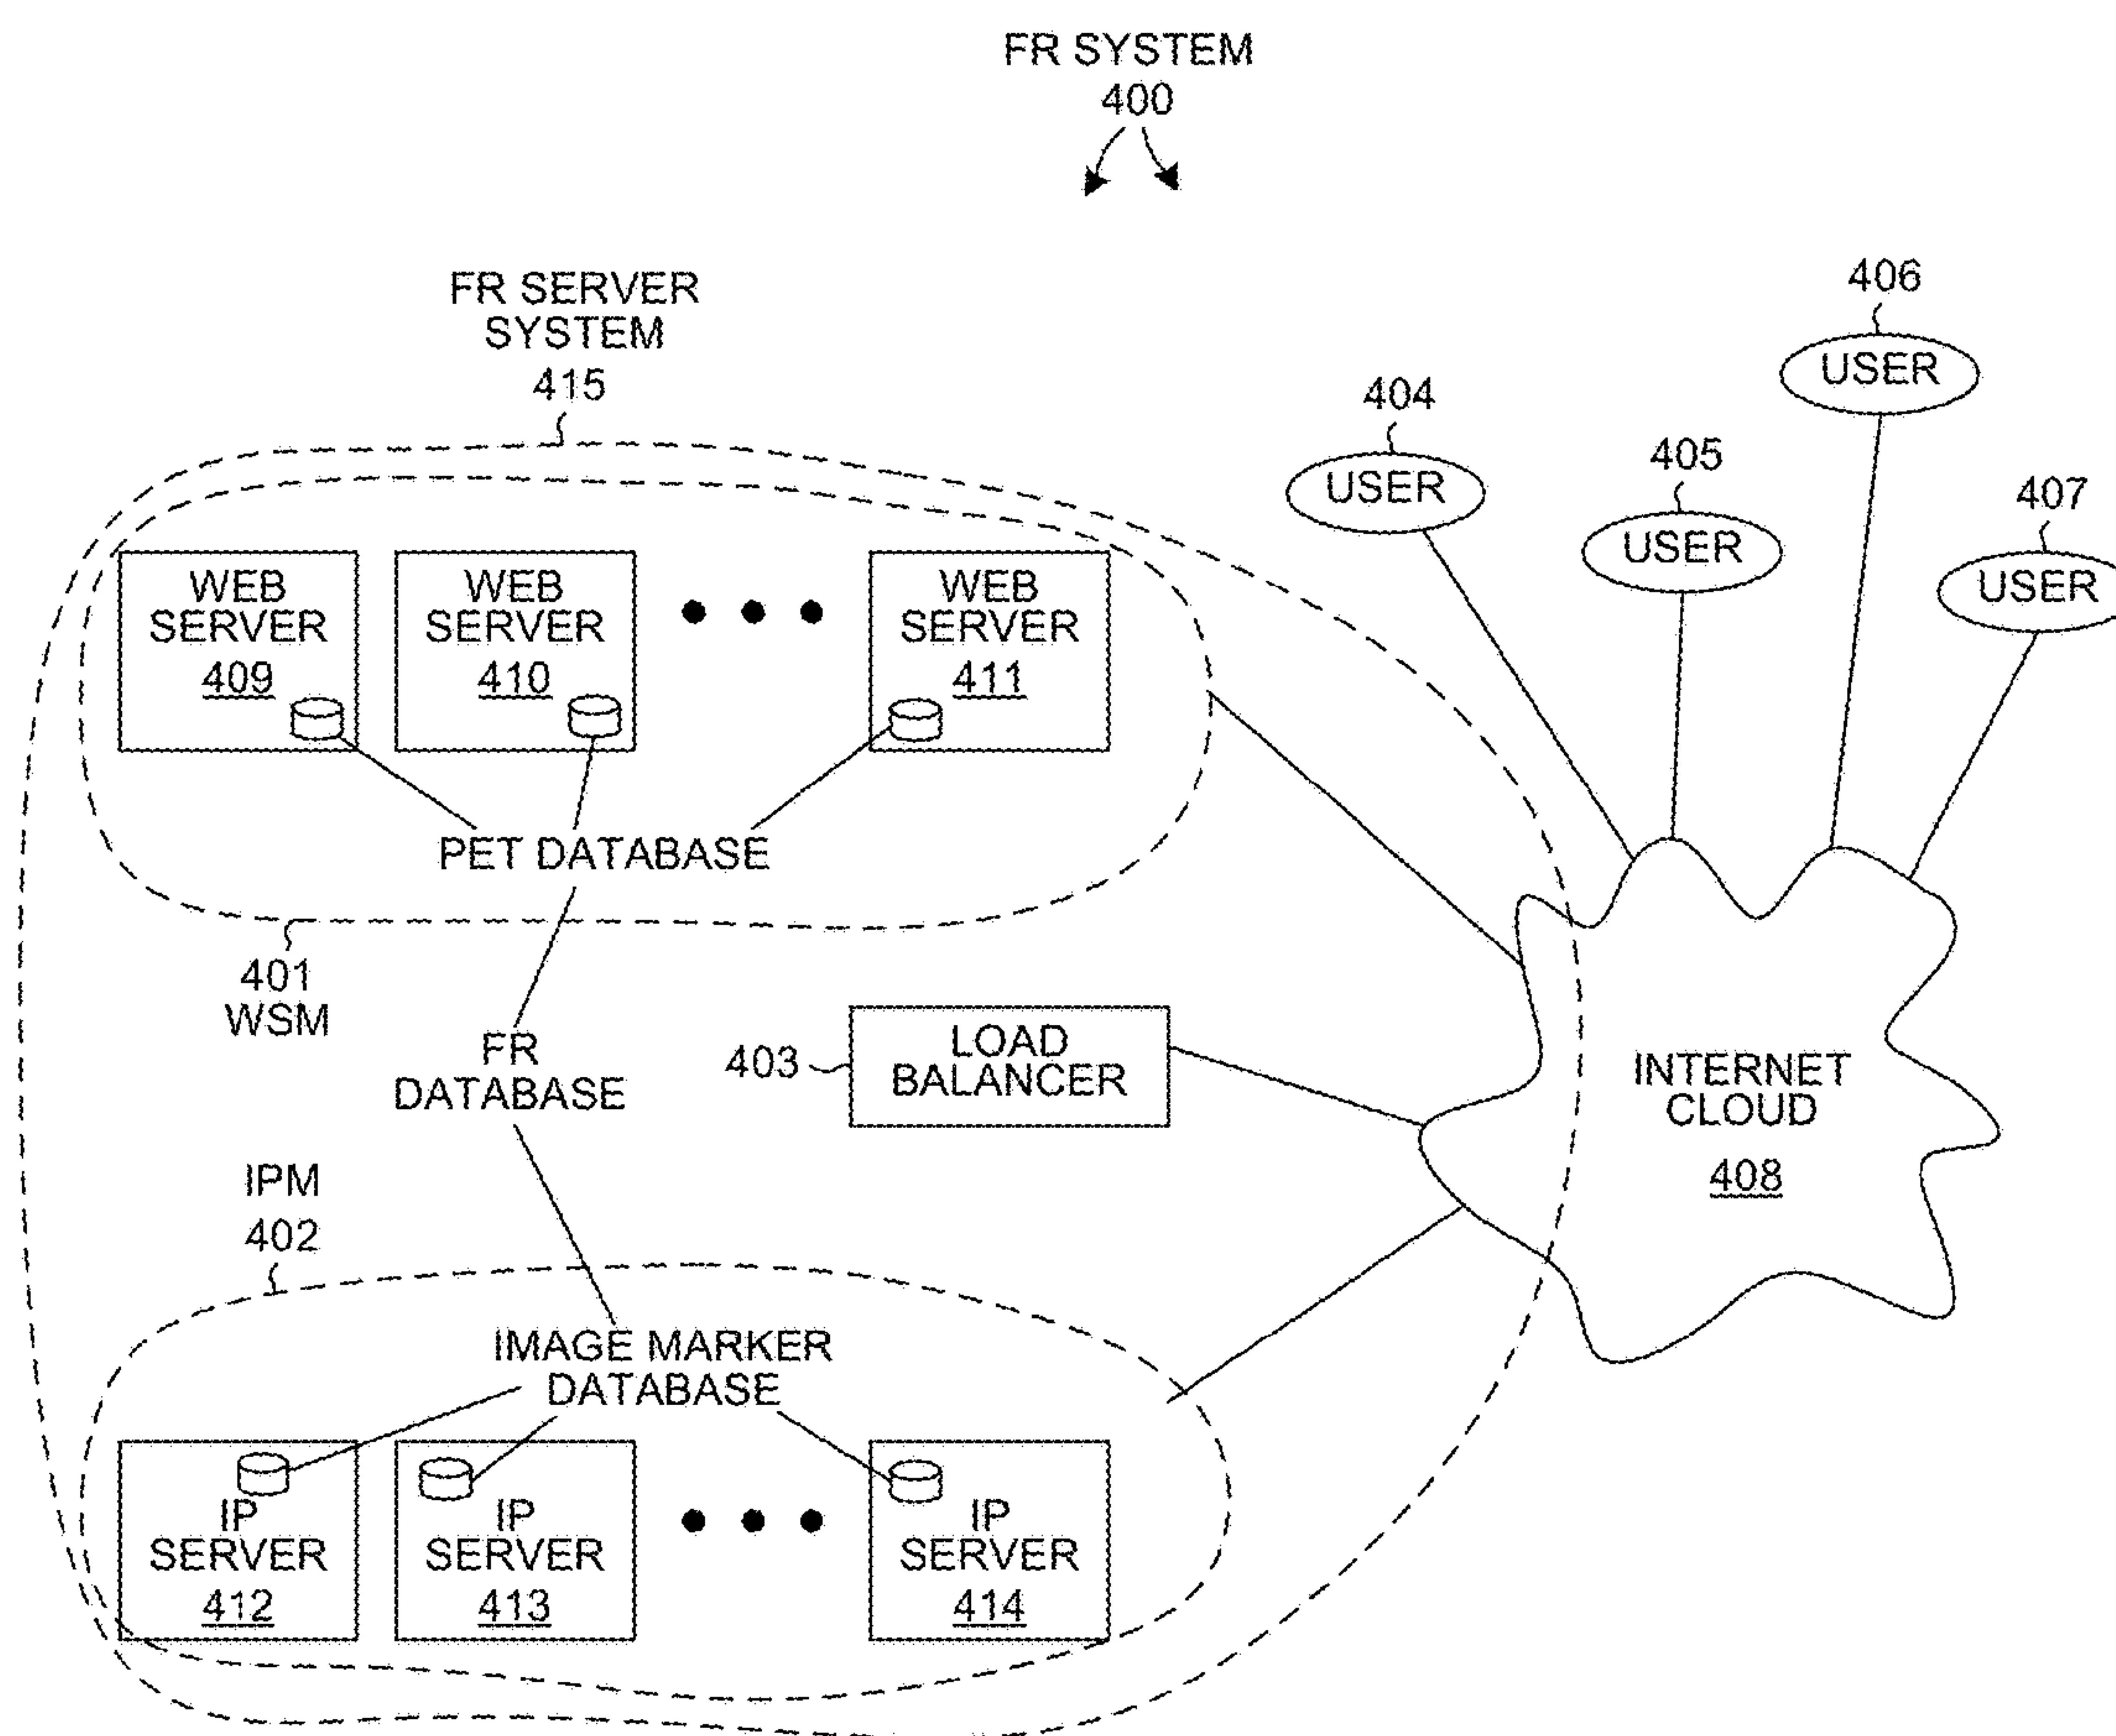 FR SYSTEM
400
FR SERVER
SYSTEM
415
406
USER
404
USER
405
USER
407
USER
WEB
SERVER
409
WEB
SERVER
410
WEB
SERVER
411
PET DATABASE
401
WSM
FR
DATABASE
403
LOAD
BALANCER
INTERNET
CLOUD
408
IPM
402
IMAGE MARKER
DATABASE
IP
SERVER
412
IP
SERVER
413
IP
SERVER
414